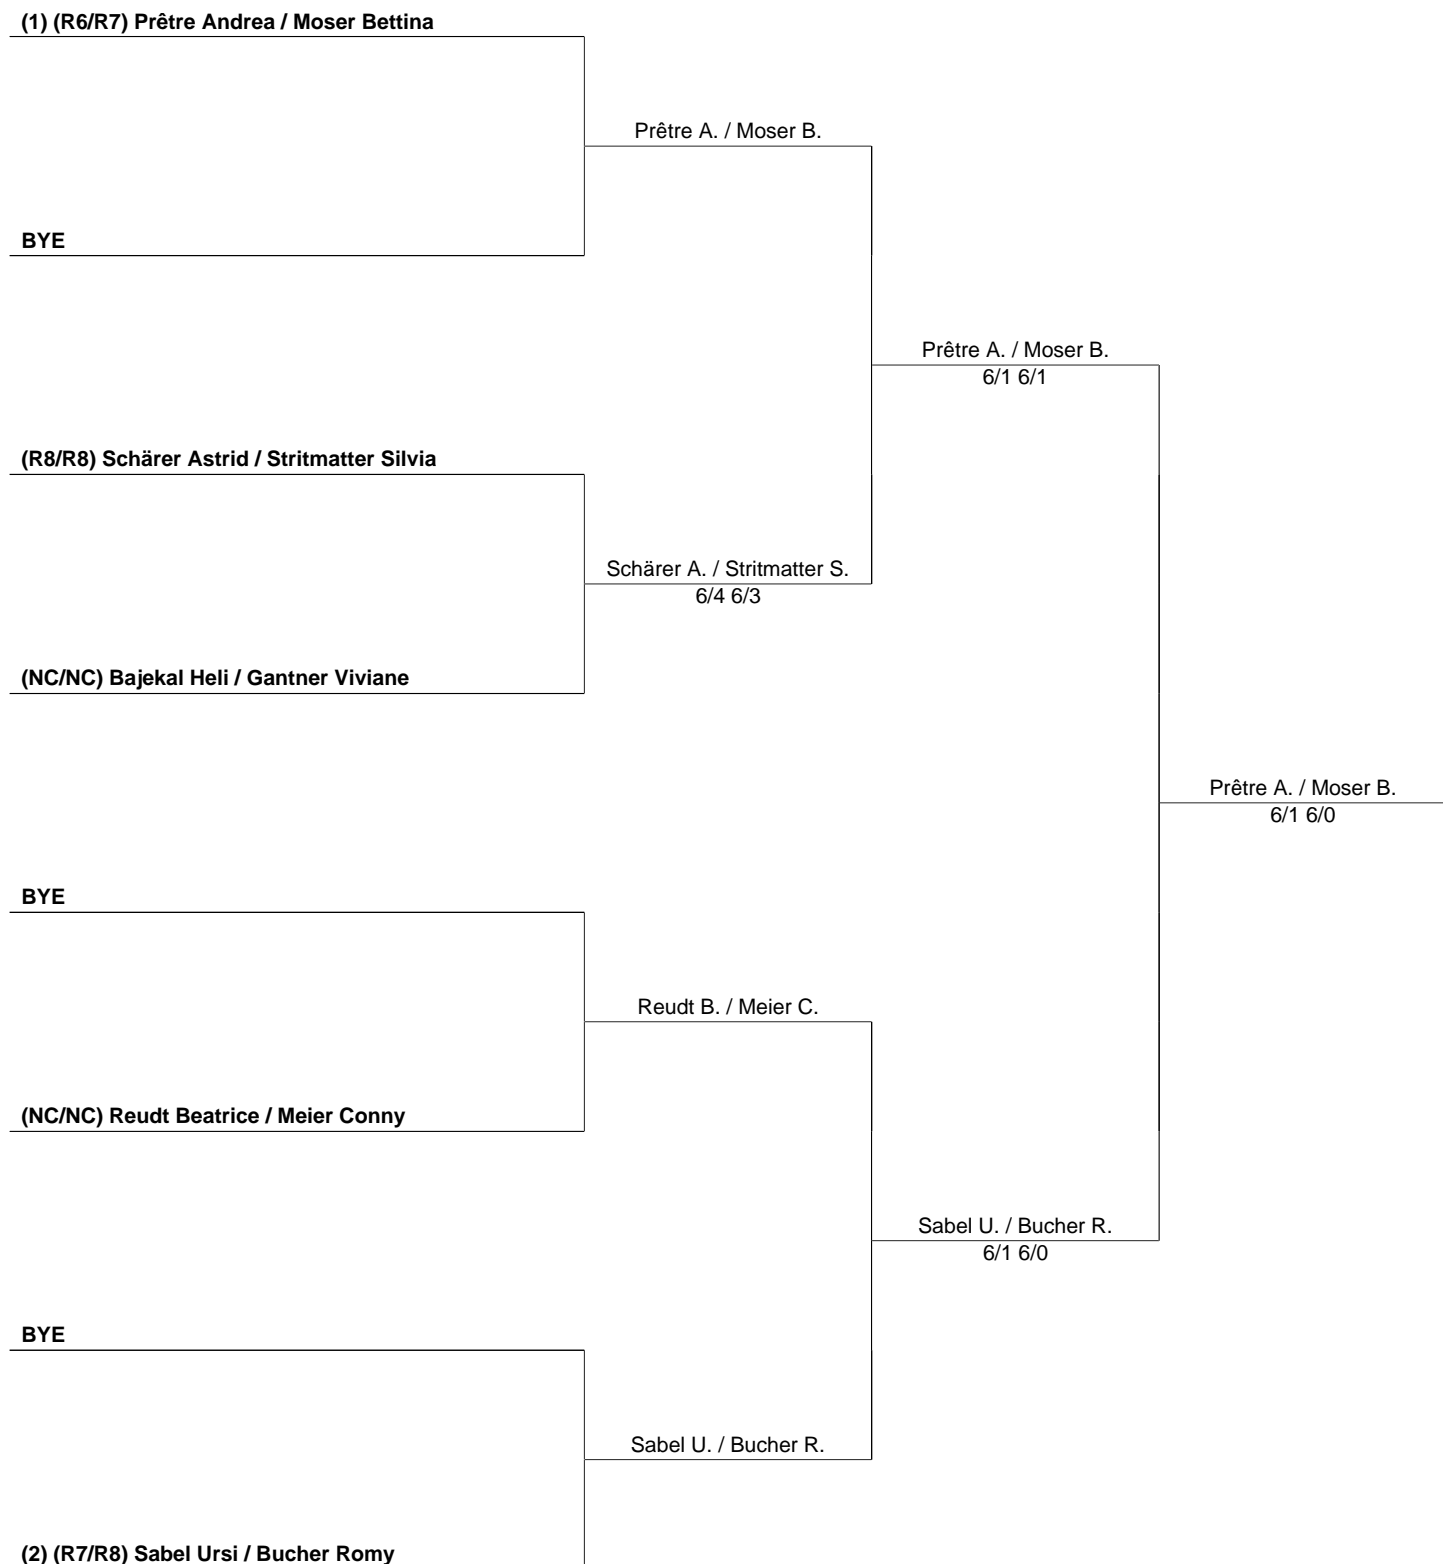 (1) (R6/R7) Prêtre Andrea / Moser Bettina
Prêtre A. / Moser B.
BYE
Prêtre A. / Moser B.
6/1 6/1
(R8/R8) Schärer Astrid / Stritmatter Silvia
Schärer A. / Stritmatter S.
6/4 6/3
(NC/NC) Bajekal Heli / Gantner Viviane
Prêtre A. / Moser B.
6/1 6/0
BYE
Reudt B. / Meier C.
(NC/NC) Reudt Beatrice / Meier Conny
Sabel U. / Bucher R.
6/1 6/0
BYE
Sabel U. / Bucher R.
(2) (R7/R8) Sabel Ursi / Bucher Romy